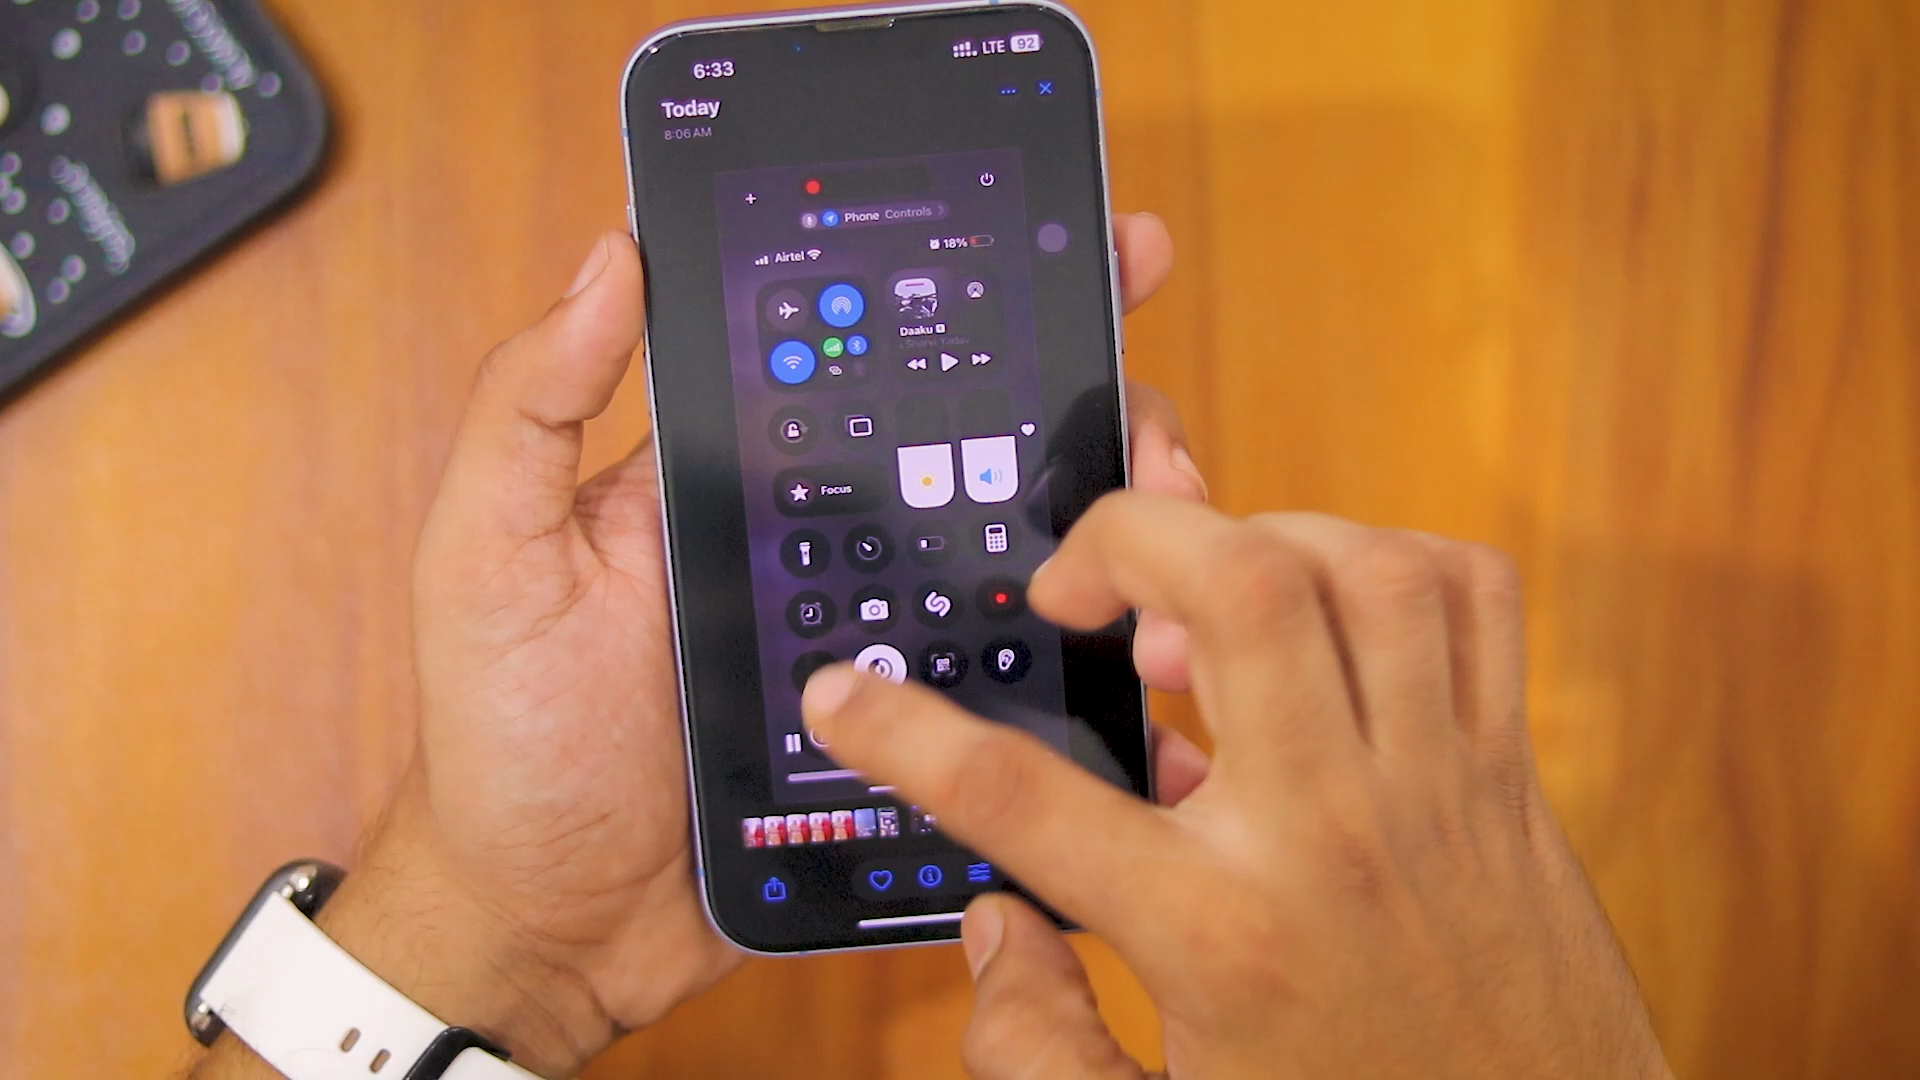 6:33
LTE 92
Today
8:06 AM
Phone Controls
Airtel
18%
Daaku E
Focus